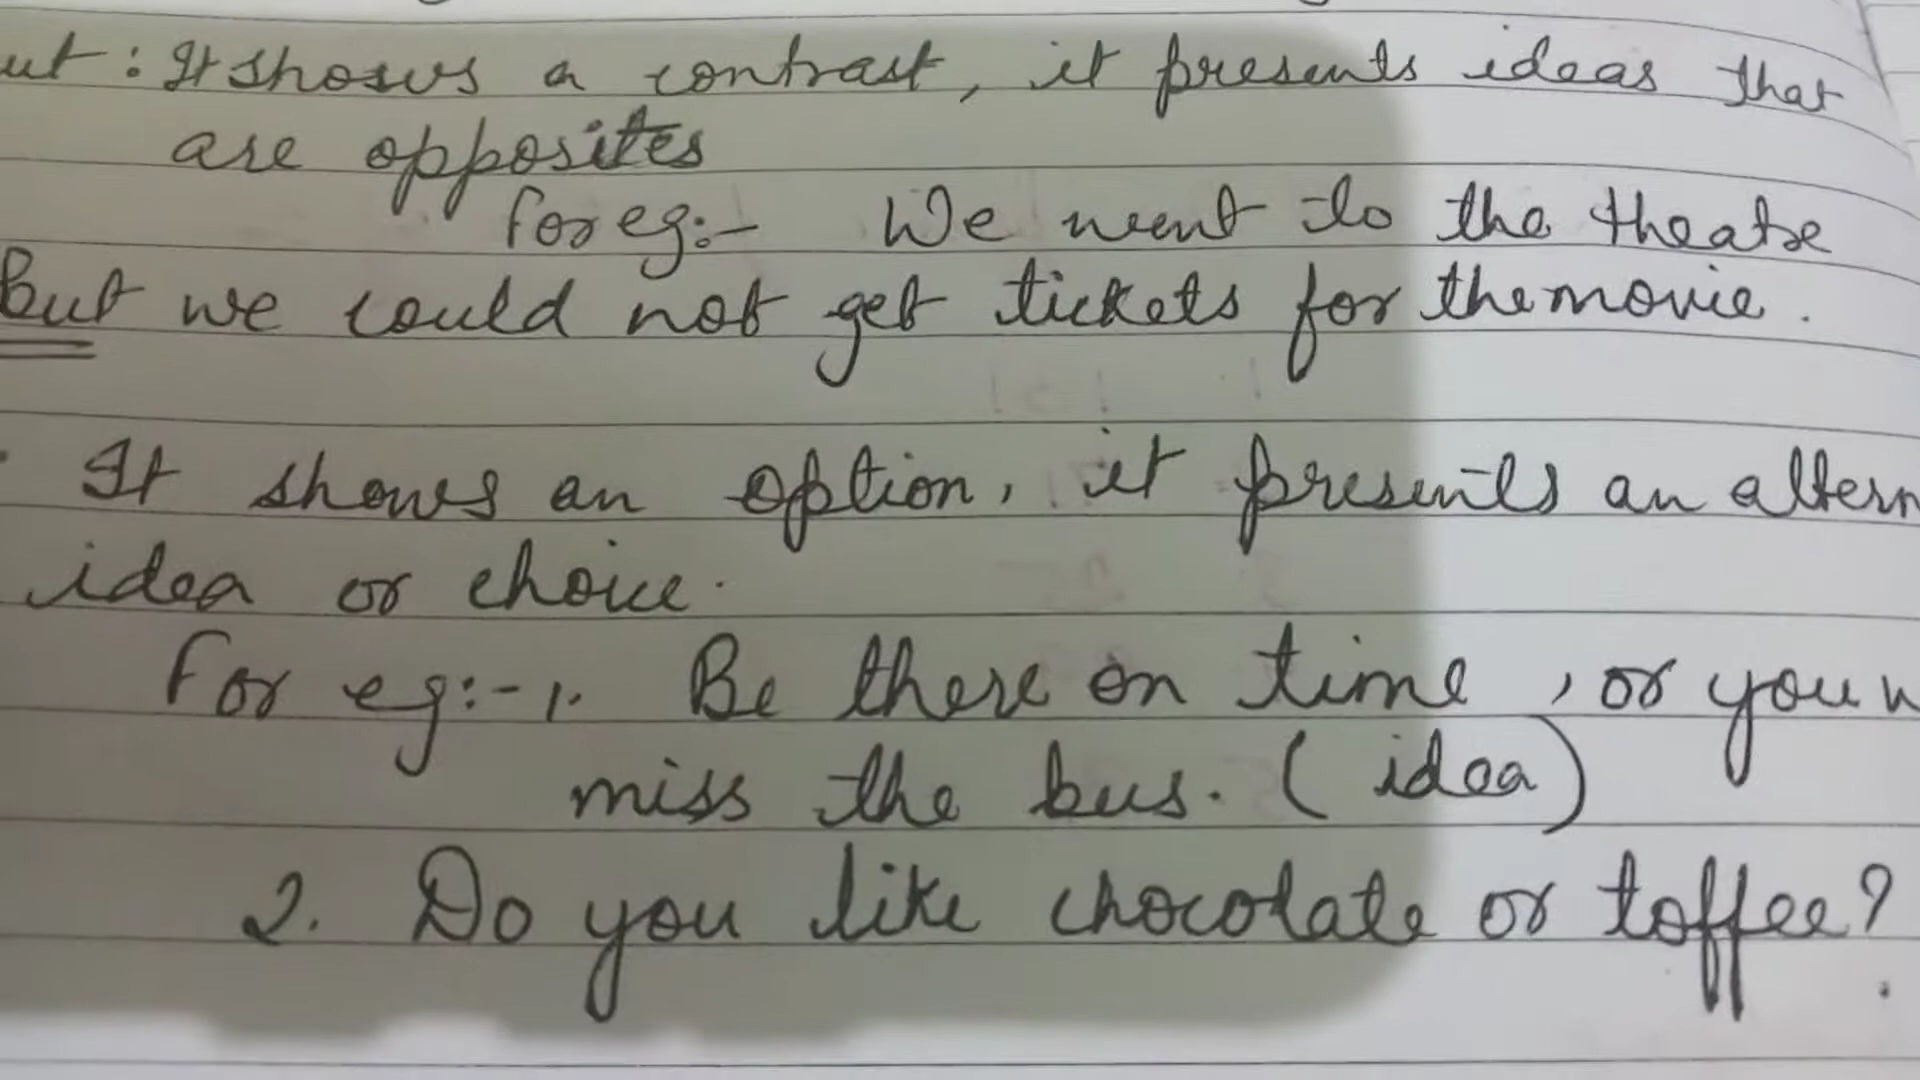 ut : It shows a contrast, it presents ideas that
are opposites
For eg:- We went to the theatre
But we could not get tickets for the movie.
It shows an option, it presents an altern
idea or choice.
For eg:- 1. Be there on time, or you w
miss the bus. (idea)
2. Do you like chocolate or toffee?